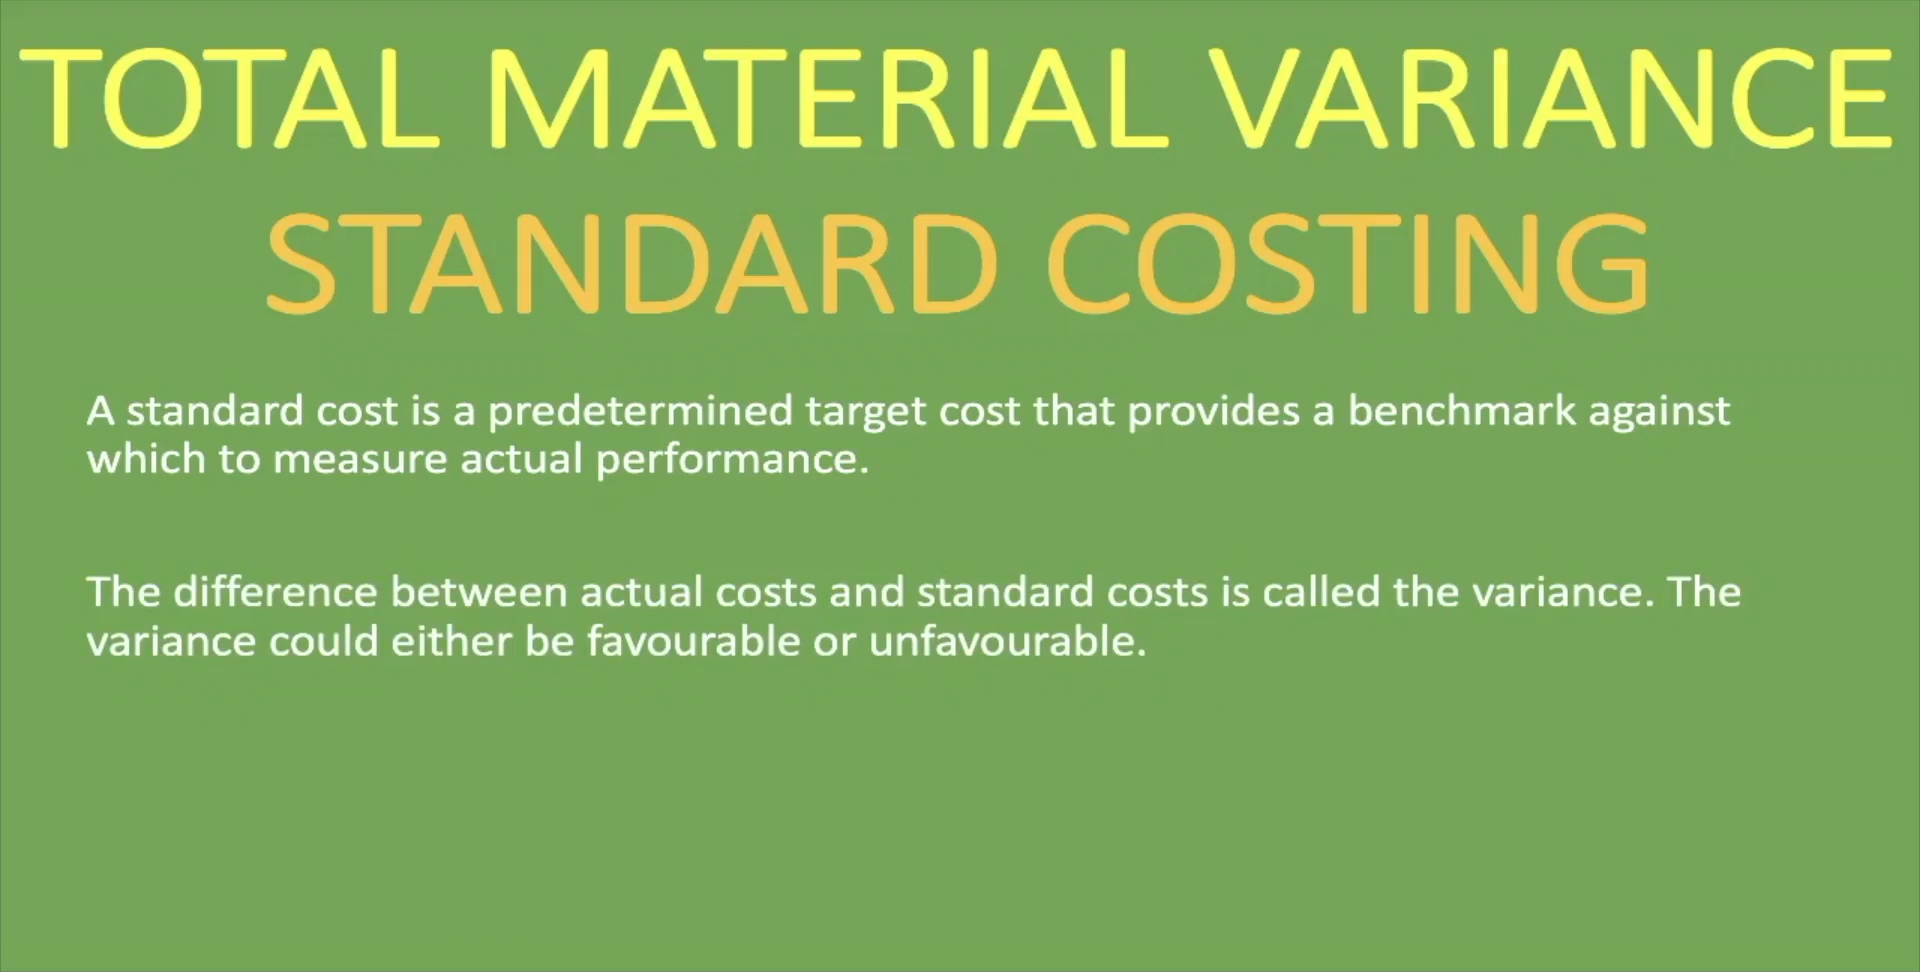 TOTAL MATERIAL VARIANCE
STANDARD COSTING
A standard cost is a predetermined target cost that provides a benchmark against
which to measure actual performance.
The difference between actual costs and standard costs is called the variance. The
variance could either be favourable or unfavourable.